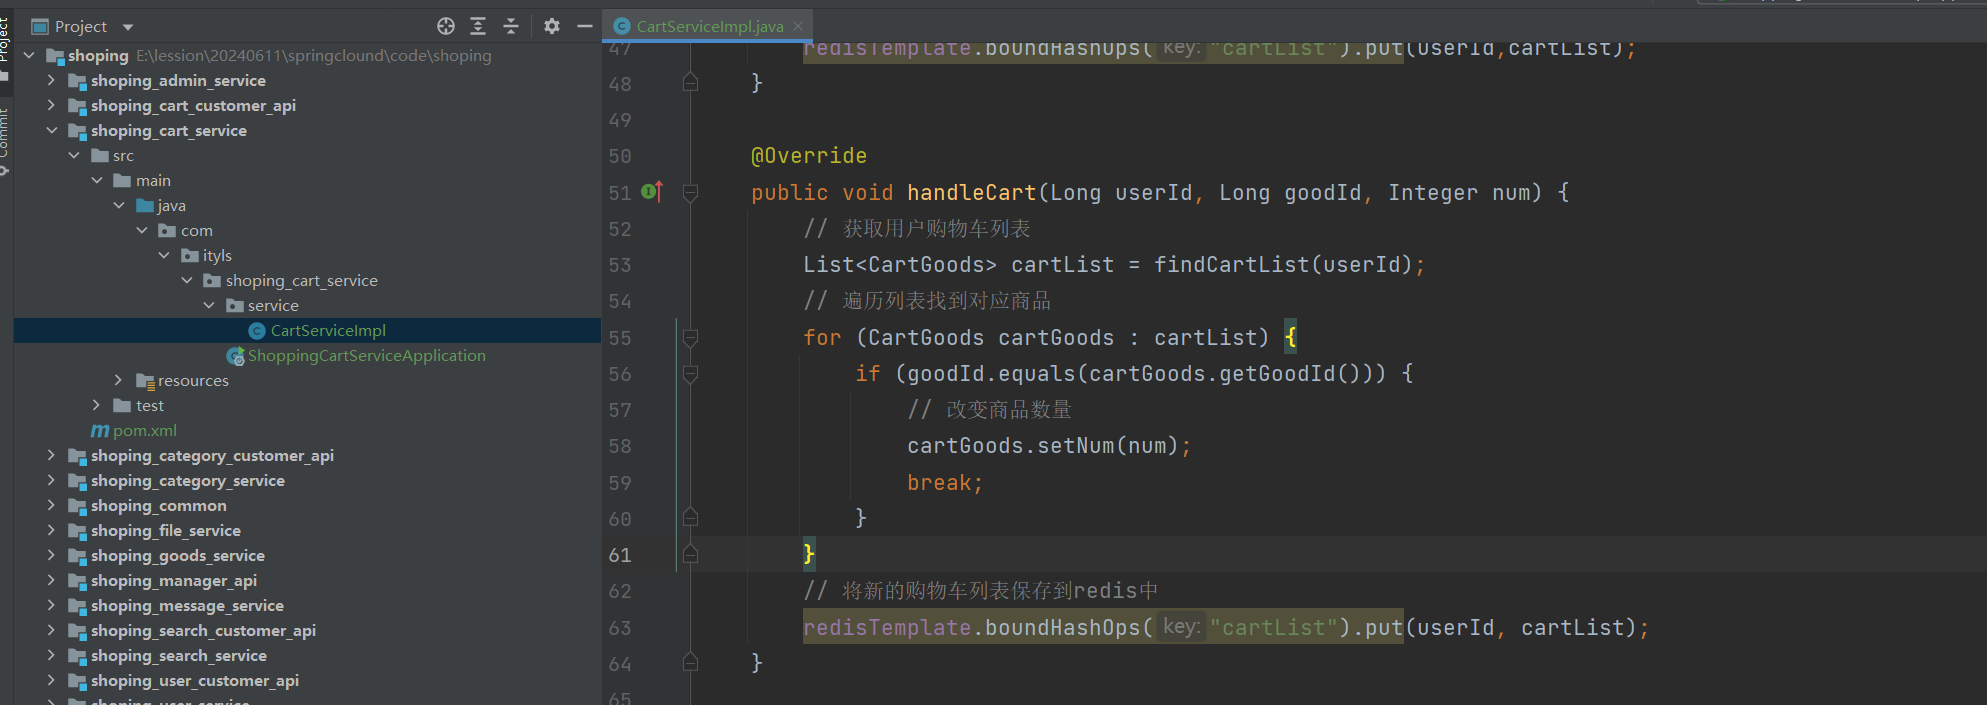 Project
Commit
Project
shoping E:\lession\20240611\springclound\code\shoping
shoping_admin_service
shoping_cart_customer_api
shoping_cart_service
src
main
java
com
ityls
shoping_cart_service
service
CartServiceImpl
ShoppingCartServiceApplication
resources
test
pom.xml
shoping_category_customer_api
shoping_category_service
shoping_common
shoping_file_service
shoping_goods_service
shoping_manager_api
shoping_message_service
shoping_search_customer_api
shoping_search_service
shoping_user_customer_api
shoping_user_service
CartServiceImpl.java
47 redisTemplate.boundHashOps( key: "cartList").put(userId,cartList);
48 }
49
50 @Override
51 public void handleCart(Long userId, Long goodId, Integer num) {
52 // 获取用户购物车列表
53 List<CartGoods> cartList = findCartList(userId);
54 // 遍历列表找到对应商品
55 for (CartGoods cartGoods : cartList) {
56 if (goodId.equals(cartGoods.getGoodId())) {
57 // 改变商品数量
58 cartGoods.setNum(num);
59 break;
60 }
61 }
62 // 将新的购物车列表保存到redis中
63 redisTemplate.boundHashOps( key: "cartList").put(userId, cartList);
64 }
65